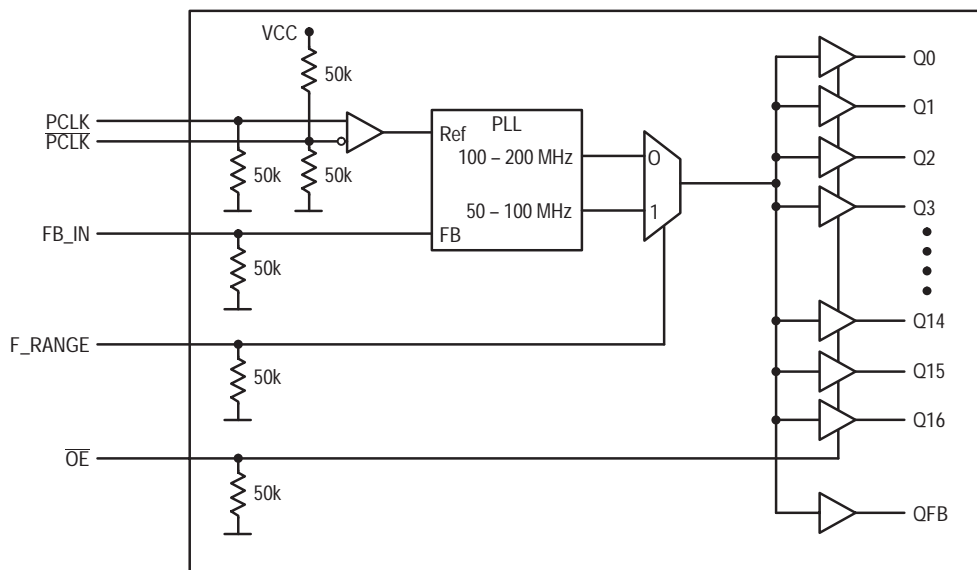 VCC
50k
PCLK
PCLK
50k
50k
Ref
PLL
100 – 200 MHz
50 – 100 MHz
FB
0
1
FB_IN
50k
F_RANGE
50k
OE
50k
Q0
Q1
Q2
Q3
Q14
Q15
Q16
QFB